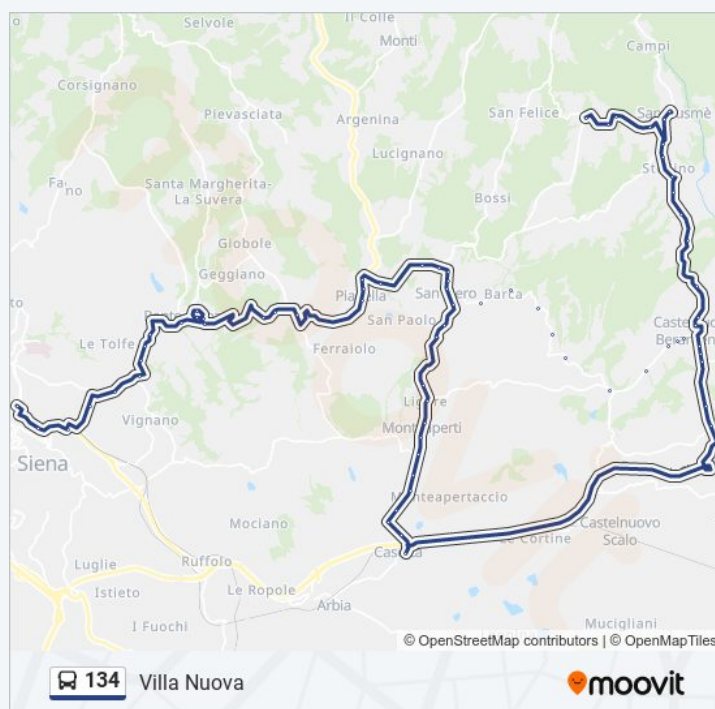 Selvole
Il Colle
Monti
Campi
Corsignano
Pievasciata
Argenina
San Felice
Lucignano
Santa Margherita-
La Suvera
Bossi
Globole
Geggiano
Barca
San Paolo
Le Tolfe
Ferraiolo
Vignano
Siena
Monteapertaccio
Mociano
Castelnuovo
Scalo
Ruffolo
Luglie
Istieto
Le Ropole
Arbia
I Fuochi
Mucigliani
© OpenStreetMap contributors | © OpenMapTiles
134 Villa Nuova
moovit